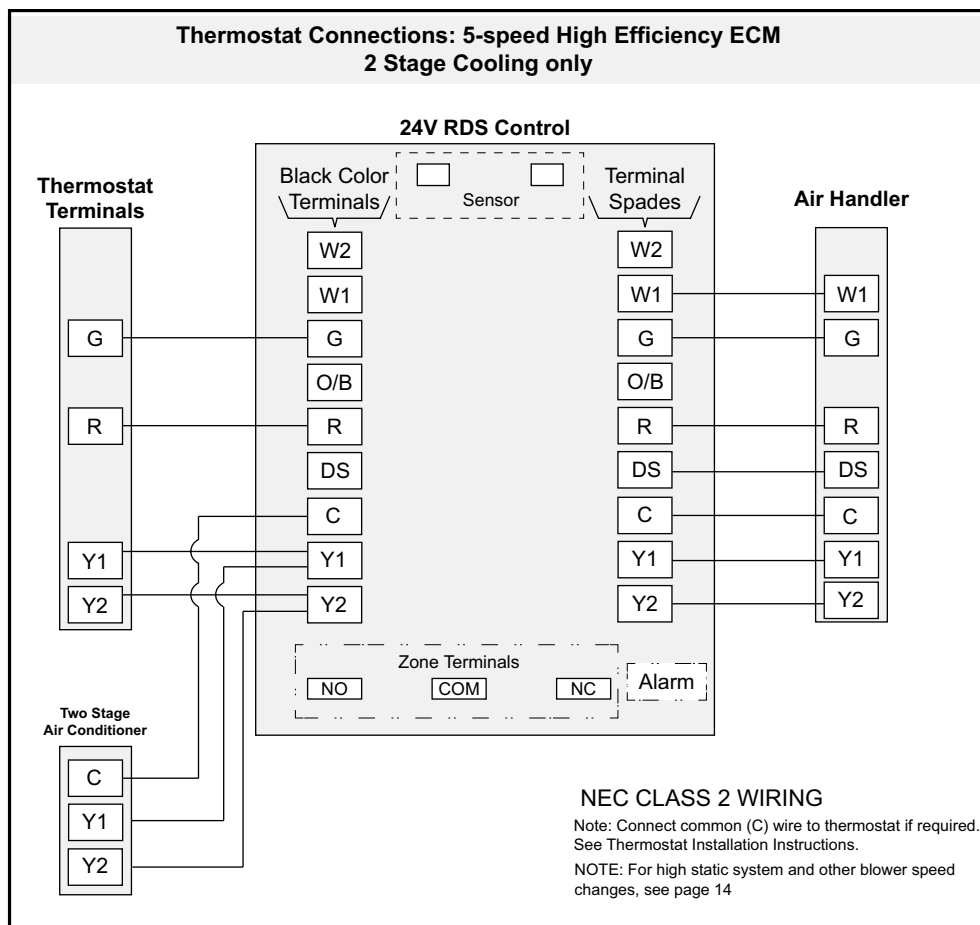 Thermostat Connections: 5-speed High Efficiency ECM
2 Stage Cooling only
24V RDS Control
Thermostat
Terminals
G
R
Y1
Y2
Black Color
Terminals
Sensor
Terminal
Spades
W2
W1
G
O/B
R
DS
C
Y1
Y2
W2
W1
G
O/B
R
DS
C
Y1
Y2
Air Handler
W1
G
R
DS
C
Y1
Y2
Zone Terminals
NO
COM
NC
Alarm
Two Stage
Air Conditioner
C
Y1
Y2
NEC CLASS 2 WIRING
Note: Connect common (C) wire to thermostat if required.
See Thermostat Installation Instructions.
NOTE: For high static system and other blower speed
changes, see page 14